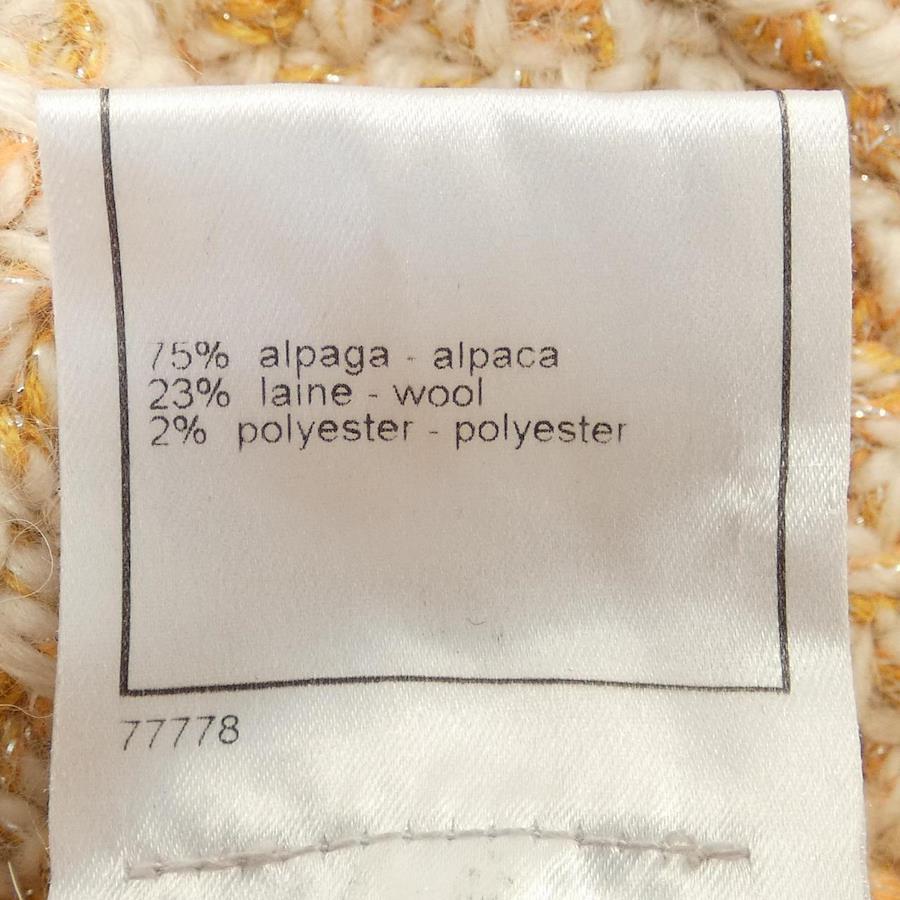 75% alpaga - alpaca
23% laine - wool
2% polyester - polyester
77778